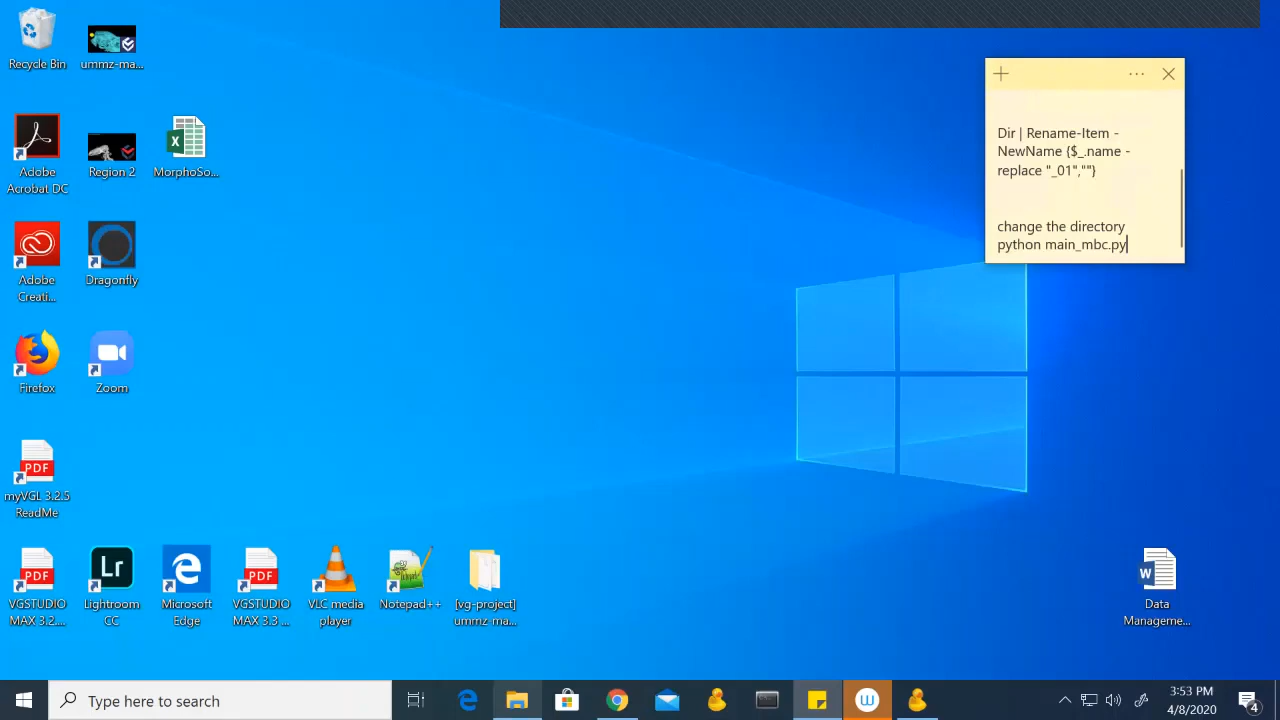 Recycle Bin
ummz-ma...
Adobe
Acrobat DC
Region 2
MorphoSo...
Adobe
Creati...
Dragonfly
Firefox
Zoom
PDF
myVGL 3.2.5
ReadMe
PDF
VGSTUDIO
MAX 3.2....
Lr
Lightroom
CC
Microsoft
Edge
PDF
VGSTUDIO
MAX 3.3 ...
VLC media
player
Notepad++
[vg-project]
ummz-ma...
Dir | Rename-Item -
NewName {$_.name -
replace "_01",""}
change the directory
python main_mbc.py
W
Data
Manageme...
Type here to search
3:53 PM
4/8/2020
4